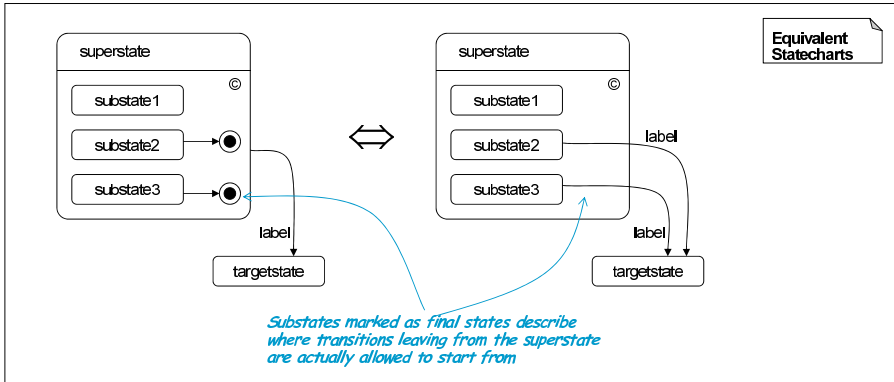 superstate
©
substate1
substate2
substate3
label
targetstate
superstate
©
substate1
substate2
substate3
label
label
targetstate
Equivalent
Statecharts
Substates marked as final states describe
where transitions leaving from the superstate
are actually allowed to start from